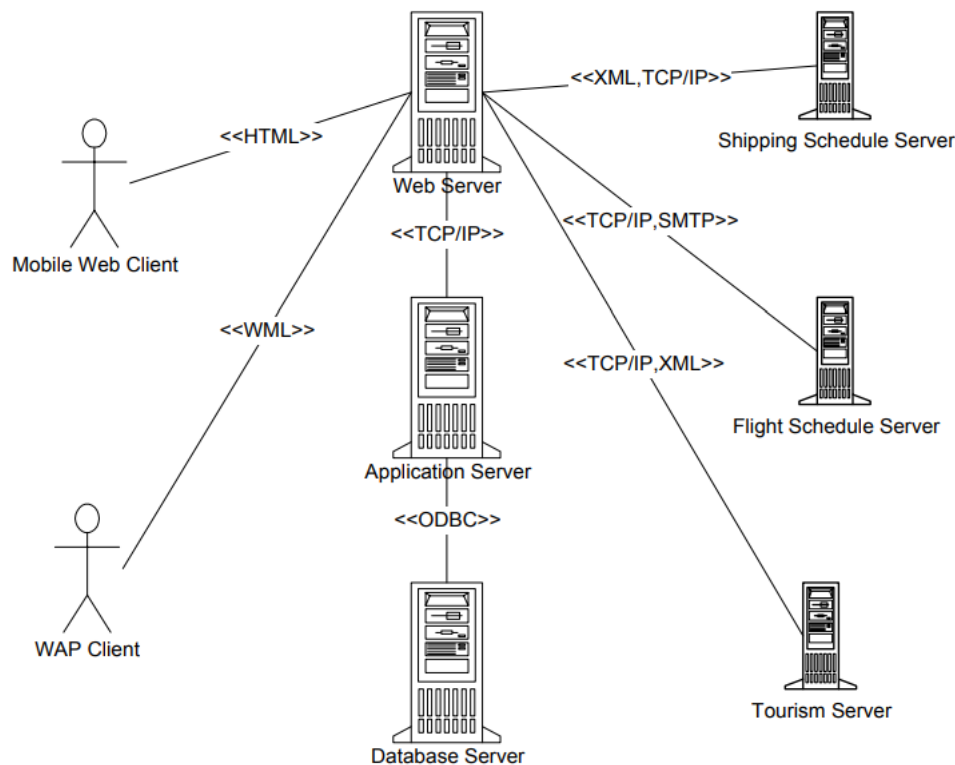 <<XML,TCP/IP>>
Shipping Schedule Server
<<HTML>>
Web Server
<<TCP/IP,SMTP>>
<<TCP/IP>>
Mobile Web Client
<<WML>>
<<TCP/IP,XML>>
Flight Schedule Server
Application Server
<<ODBC>>
WAP Client
Tourism Server
Database Server